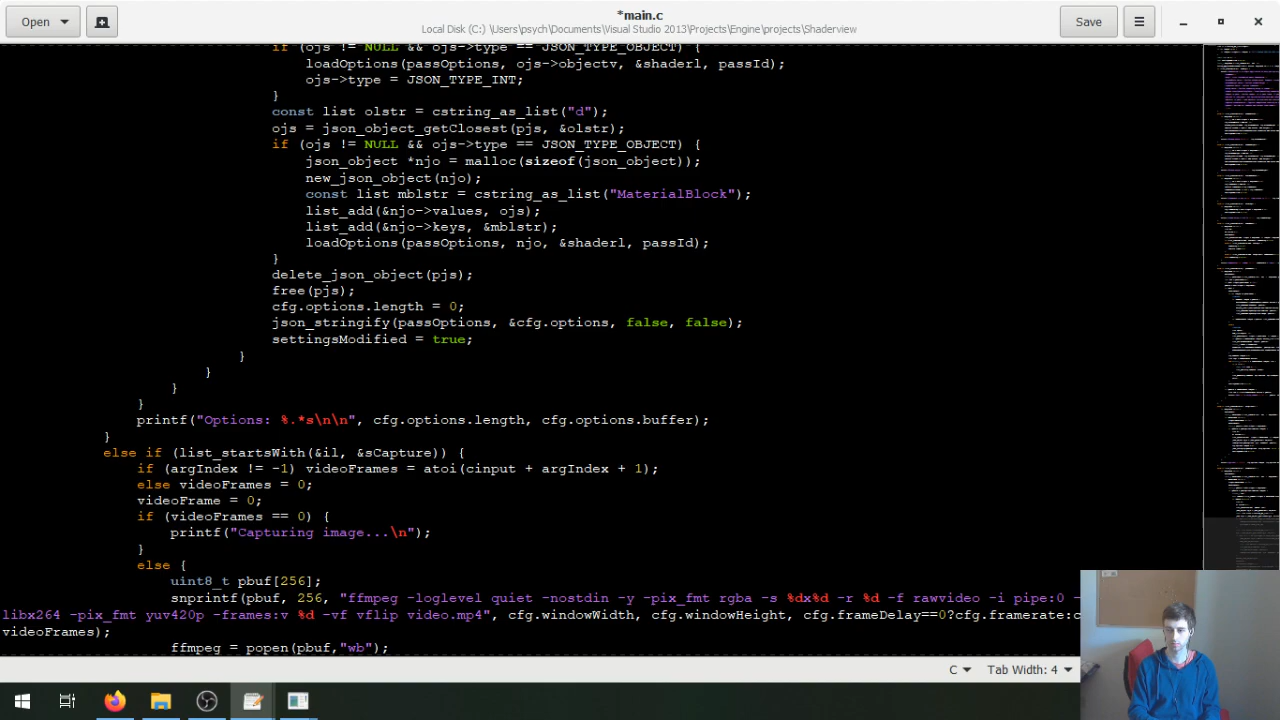 Open
*main.c
Local Disk (C:) \Users\psych\Documents\Visual Studio 2013\Projects\Engine\projects\Shaderview
Save
if (ojs != NULL && ojs->type == JSON_TYPE_OBJECT) {
loadOptions(passOptions, ojs->objectv, &shaderl, passId);
ojs->type = JSON_TYPE_INT;
}
const list olstr = cstring_as_list("d");
ojs = json_object_getClosest(pjs, &olstr);
if (ojs != NULL && ojs->type == JSON_TYPE_OBJECT) {
json_object *njo = malloc(sizeof(json_object));
new_json_object(njo);
const list mblstr = cstring_as_list("MaterialBlock");
list_add(&njo->values, ojs);
list_add( &mblstr);
loadOptions(passOptions, shaderl, passId);
}
delete_json_object(pjs);
free(pjs);
cfg.options.length = 0;
json_stringify(passOptions, &cfg.options, false, false);
settingsModified = true;
}
}
}
}
printf("Options: %.*s\n\n", cfg.options.length, cfg.options.buffer);
}
else if (list_startsWith(&il, &capture)) {
if (argIndex != -1) videoFrames = atoi(cinput + argIndex + 1);
else videoFrames = 0;
videoFrame = 0;
if (videoFrames == 0) {
printf("Capturing image...\n");
}
else {
uint8_t pbuf[256];
snprintf(pbuf, 256, "ffmpeg -loglevel quiet -nostdin -y -pix_fmt rgba -s %dx%d -r %d -f rawvideo -i pipe:0 -
libx264 -pix_fmt yuv420p -frames:v %d -vf vflip video.mp4", cfg.windowWidth, cfg.windowHeight, cfg.frameDelay==0?cfg.framerate:c
videoFrames);
ffmpeg = popen(pbuf,"wb");
C
Tab Width: 4